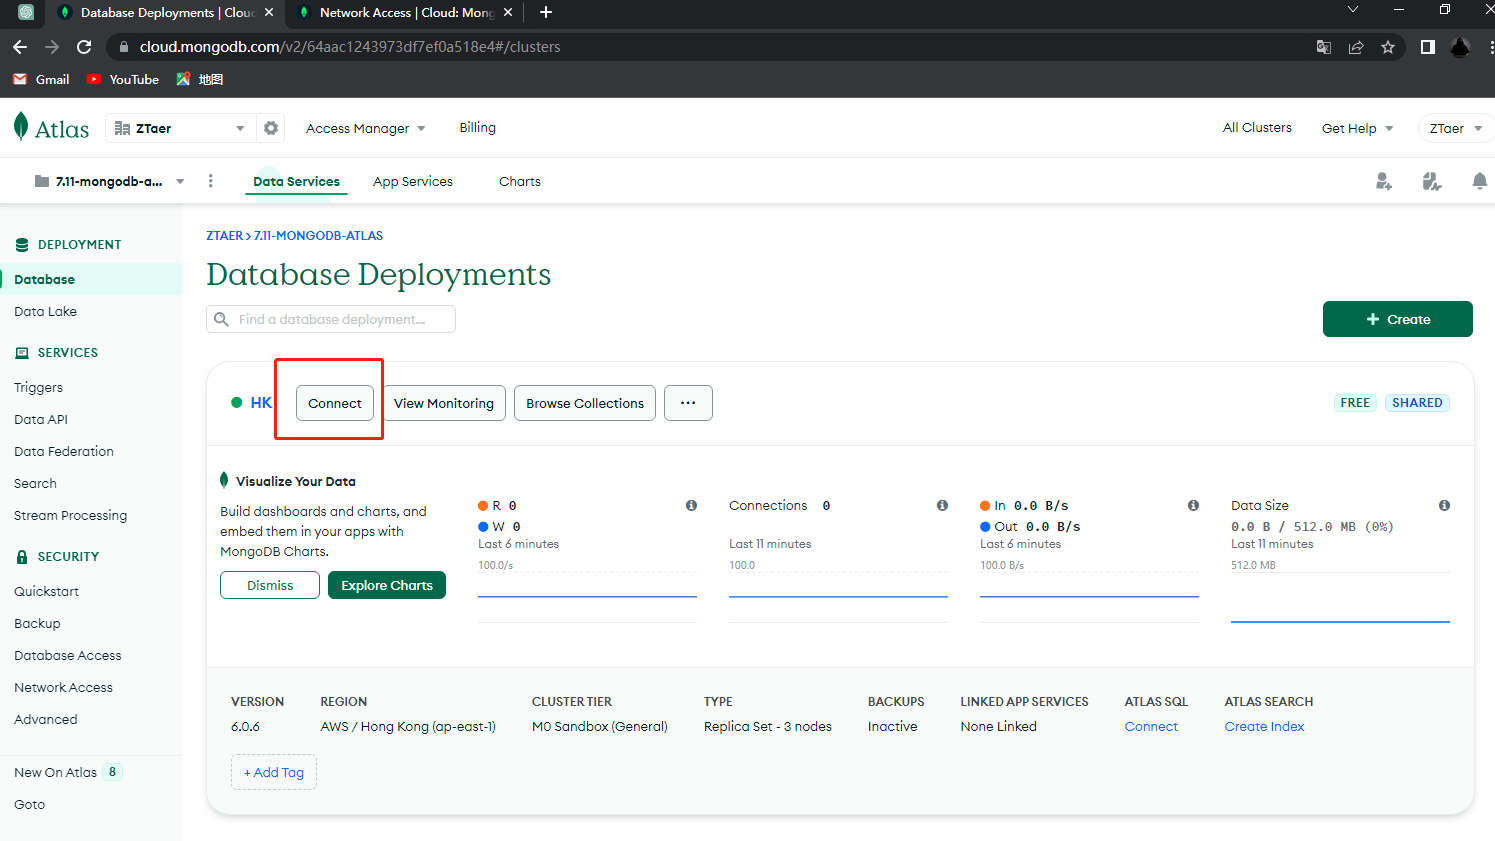 Database Deployments | Clou
Network Access | Cloud: Mon
cloud.mongodb.com/v2/64aac1243973df7ef0a518e4#/clusters
Gmail YouTube 地图
Atlas ZTaer Access Manager Billing All Clusters Get Help ZTaer
7.11-mongodb-a... Data Services App Services Charts
DEPLOYMENT
Database
Data Lake
SERVICES
Triggers
Data API
Data Federation
Search
Stream Processing
SECURITY
Quickstart
Backup
Database Access
Network Access
Advanced
New On Atlas 8
Goto
ZTAER > 7.11-MONGODB-ATLAS
Database Deployments
Find a database deployment...
+ Create
HK Connect View Monitoring Browse Collections ... FREE SHARED
Visualize Your Data
Build dashboards and charts, and
embed them in your apps with
MongoDB Charts.
Dismiss Explore Charts
R 0
W 0
Last 6 minutes
100.0/s
Connections 0
Last 11 minutes
100.0
In 0.0 B/s
Out 0.0 B/s
Last 6 minutes
100.0 B/s
Data Size
0.0 B / 512.0 MB (0%)
Last 11 minutes
512.0 MB
VERSION REGION CLUSTER TIER TYPE BACKUPS LINKED APP SERVICES ATLAS SQL ATLAS SEARCH
6.0.6 AWS / Hong Kong (ap-east-1) M0 Sandbox (General) Replica Set - 3 nodes Inactive None Linked Connect Create Index
+ Add Tag